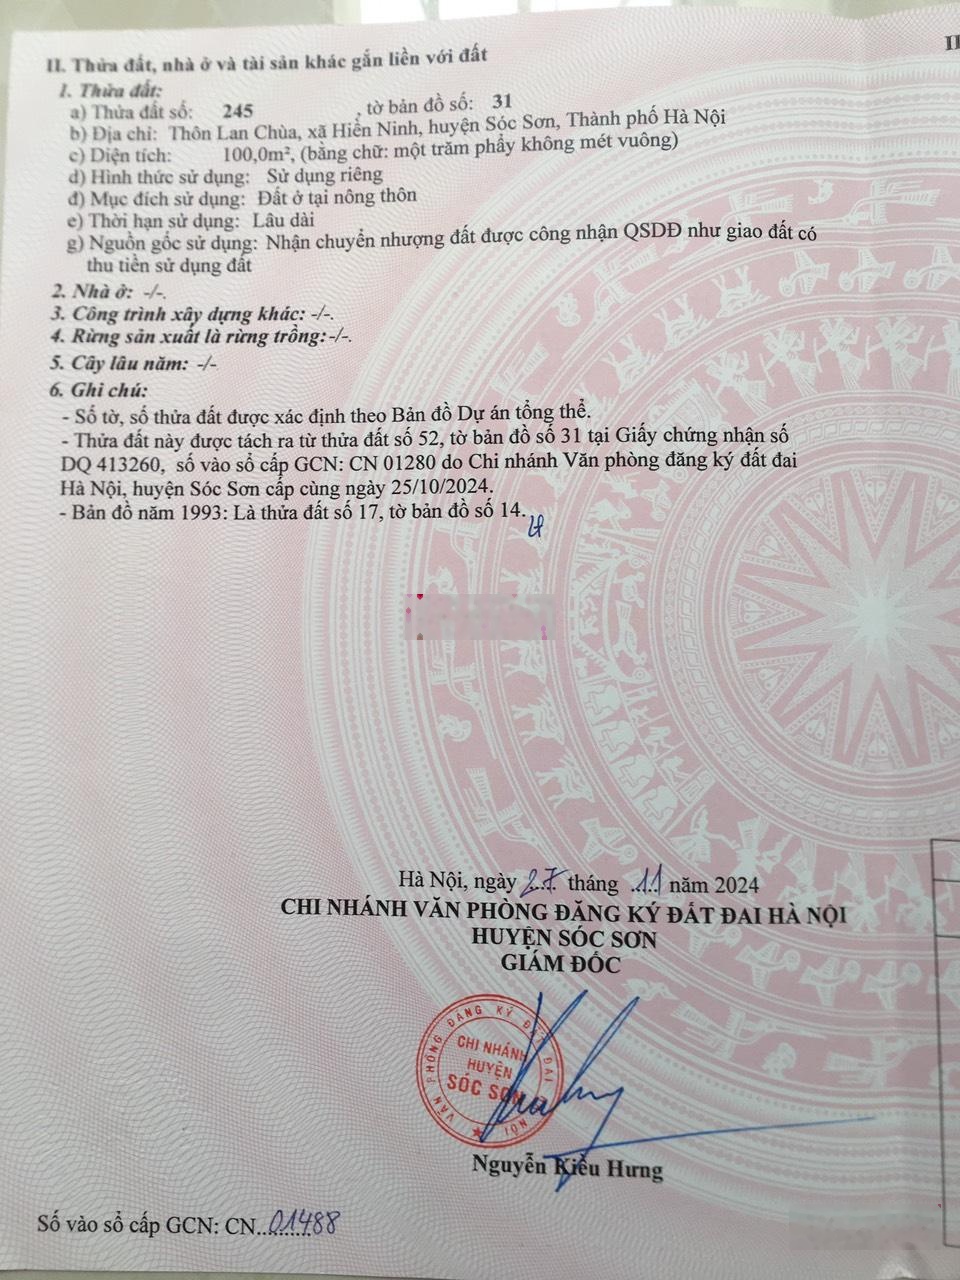 II. Thửa đất, nhà ở và tài sản khác gắn liền với đất
II
1. Thửa đất:
a) Thửa đất số: 245 , tờ bản đồ số: 31
b) Địa chỉ: Thôn Lan Chùa, xã Hiền Ninh, huyện Sóc Sơn, Thành phố Hà Nội
c) Diện tích: 100,0m², (bằng chữ: một trăm phẩy không mét vuông)
d) Hình thức sử dụng: Sử dụng riêng
đ) Mục đích sử dụng: Đất ở tại nông thôn
e) Thời hạn sử dụng: Lâu dài
g) Nguồn gốc sử dụng: Nhận chuyển nhượng đất được công nhận QSDĐ như giao đất có
thu tiền sử dụng đất
2. Nhà ở: -/-.
3. Công trình xây dựng khác: -/-.
4. Rừng sản xuất là rừng trồng:-/-.
5. Cây lâu năm: -/-
6. Ghi chú:
- Số tờ, số thửa đất được xác định theo Bản đồ Dự án tổng thể.
- Thửa đất này được tách ra từ thửa đất số 52, tờ bản đồ số 31 tại Giấy chứng nhận số
DQ 413260, số vào sổ cấp GCN: CN 01280 do Chi nhánh Văn phòng đăng ký đất đai
Hà Nội, huyện Sóc Sơn cấp cùng ngày 25/10/2024.
- Bản đồ năm 1993: Là thửa đất số 17, tờ bản đồ số 14.
Hà Nội, ngày 27 tháng 11 năm 2024
CHI NHÁNH VĂN PHÒNG ĐĂNG KÝ ĐẤT ĐAI HÀ NỘI
HUYỆN SÓC SƠN
GIÁM ĐỐC
VĂN PHÒNG ĐĂNG KÝ ĐẤT ĐAI
CHI NHÁNH
HUYỆN
SÓC SƠN
NỘI
Nguyễn Kiều Hưng
Số vào sổ cấp GCN: CN..01488